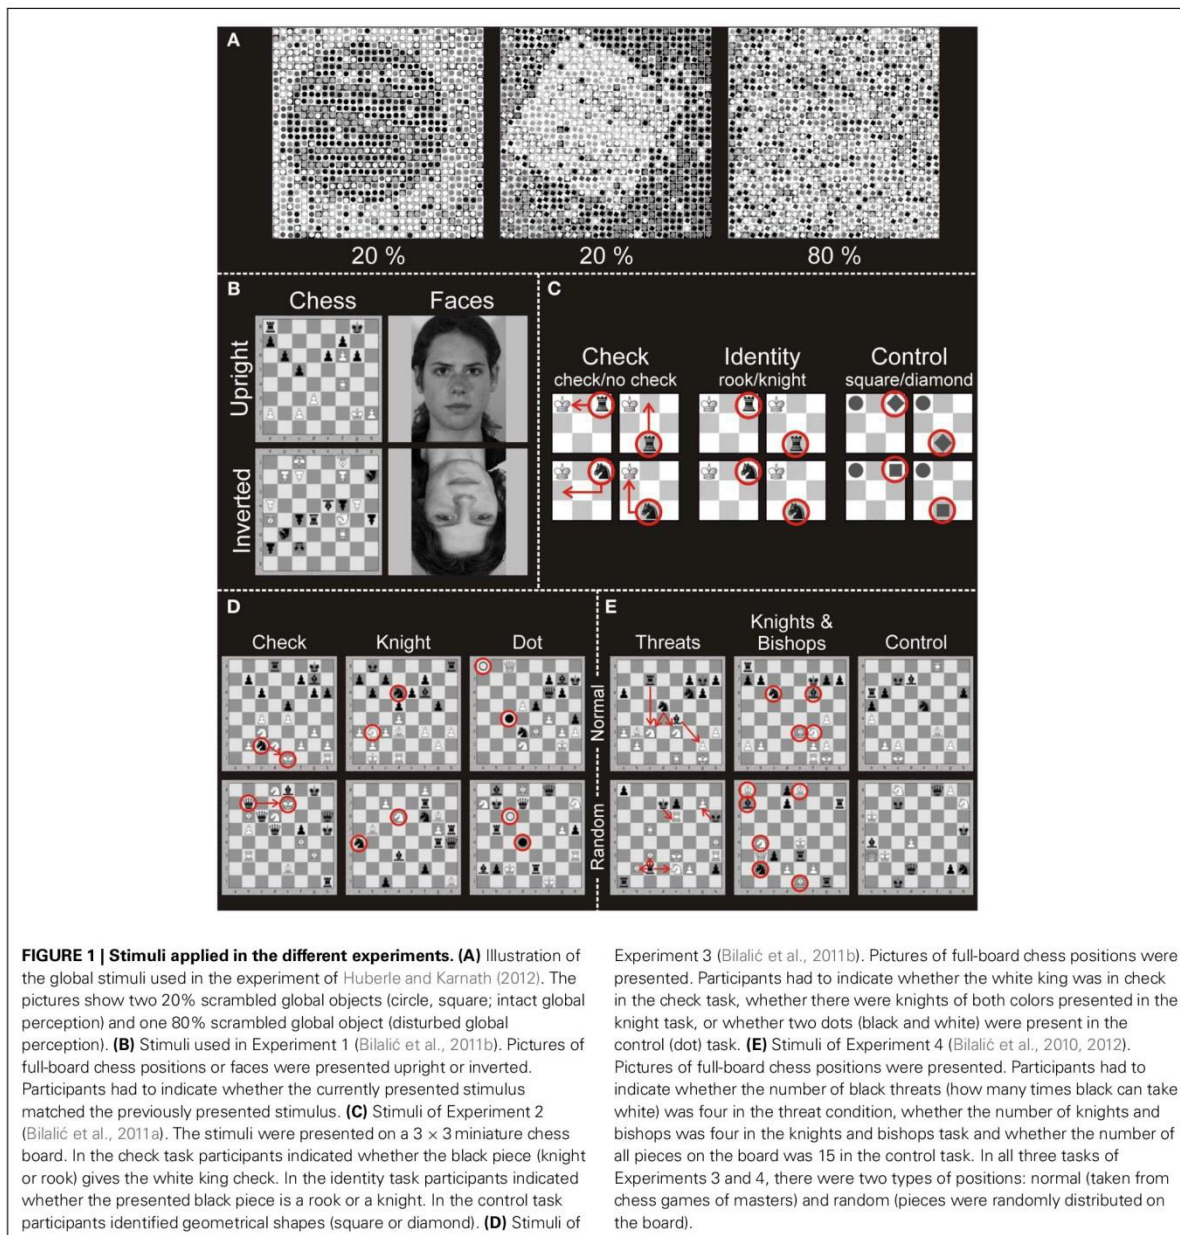 A
20 %
20 %
80 %
B
Chess
Faces
Upright
Inverted
C
Check
check/no check
Identity
rook/knight
Control
square/diamond
D
Check
Knight
Dot
E
Threats
Knights &
Bishops
Control
Normal
Random
FIGURE 1 | Stimuli applied in the different experiments. (A) Illustration of
the global stimuli used in the experiment of Huberle and Karnath (2012). The
pictures show two 20% scrambled global objects (circle, square; intact global
perception) and one 80% scrambled global object (disturbed global
perception). (B) Stimuli used in Experiment 1 (Bilalić et al., 2011b). Pictures of
full-board chess positions or faces were presented upright or inverted.
Participants had to indicate whether the currently presented stimulus
matched the previously presented stimulus. (C) Stimuli of Experiment 2
(Bilalić et al., 2011a). The stimuli were presented on a 3 × 3 miniature chess
board. In the check task participants indicated whether the black piece (knight
or rook) gives the white king check. In the identity task participants indicated
whether the presented black piece is a rook or a knight. In the control task
participants identified geometrical shapes (square or diamond). (D) Stimuli of
Experiment 3 (Bilalić et al., 2011b). Pictures of full-board chess positions were
presented. Participants had to indicate whether the white king was in check
in the check task, whether there were knights of both colors presented in the
knight task, or whether two dots (black and white) were present in the
control (dot) task. (E) Stimuli of Experiment 4 (Bilalić et al., 2010, 2012).
Pictures of full-board chess positions were presented. Participants had to
indicate whether the number of black threats (how many times black can take
white) was four in the threat condition, whether the number of knights and
bishops was four in the knights and bishops task and whether the number of
all pieces on the board was 15 in the control task. In all three tasks of
Experiments 3 and 4, there were two types of positions: normal (taken from
chess games of masters) and random (pieces were randomly distributed on
the board).